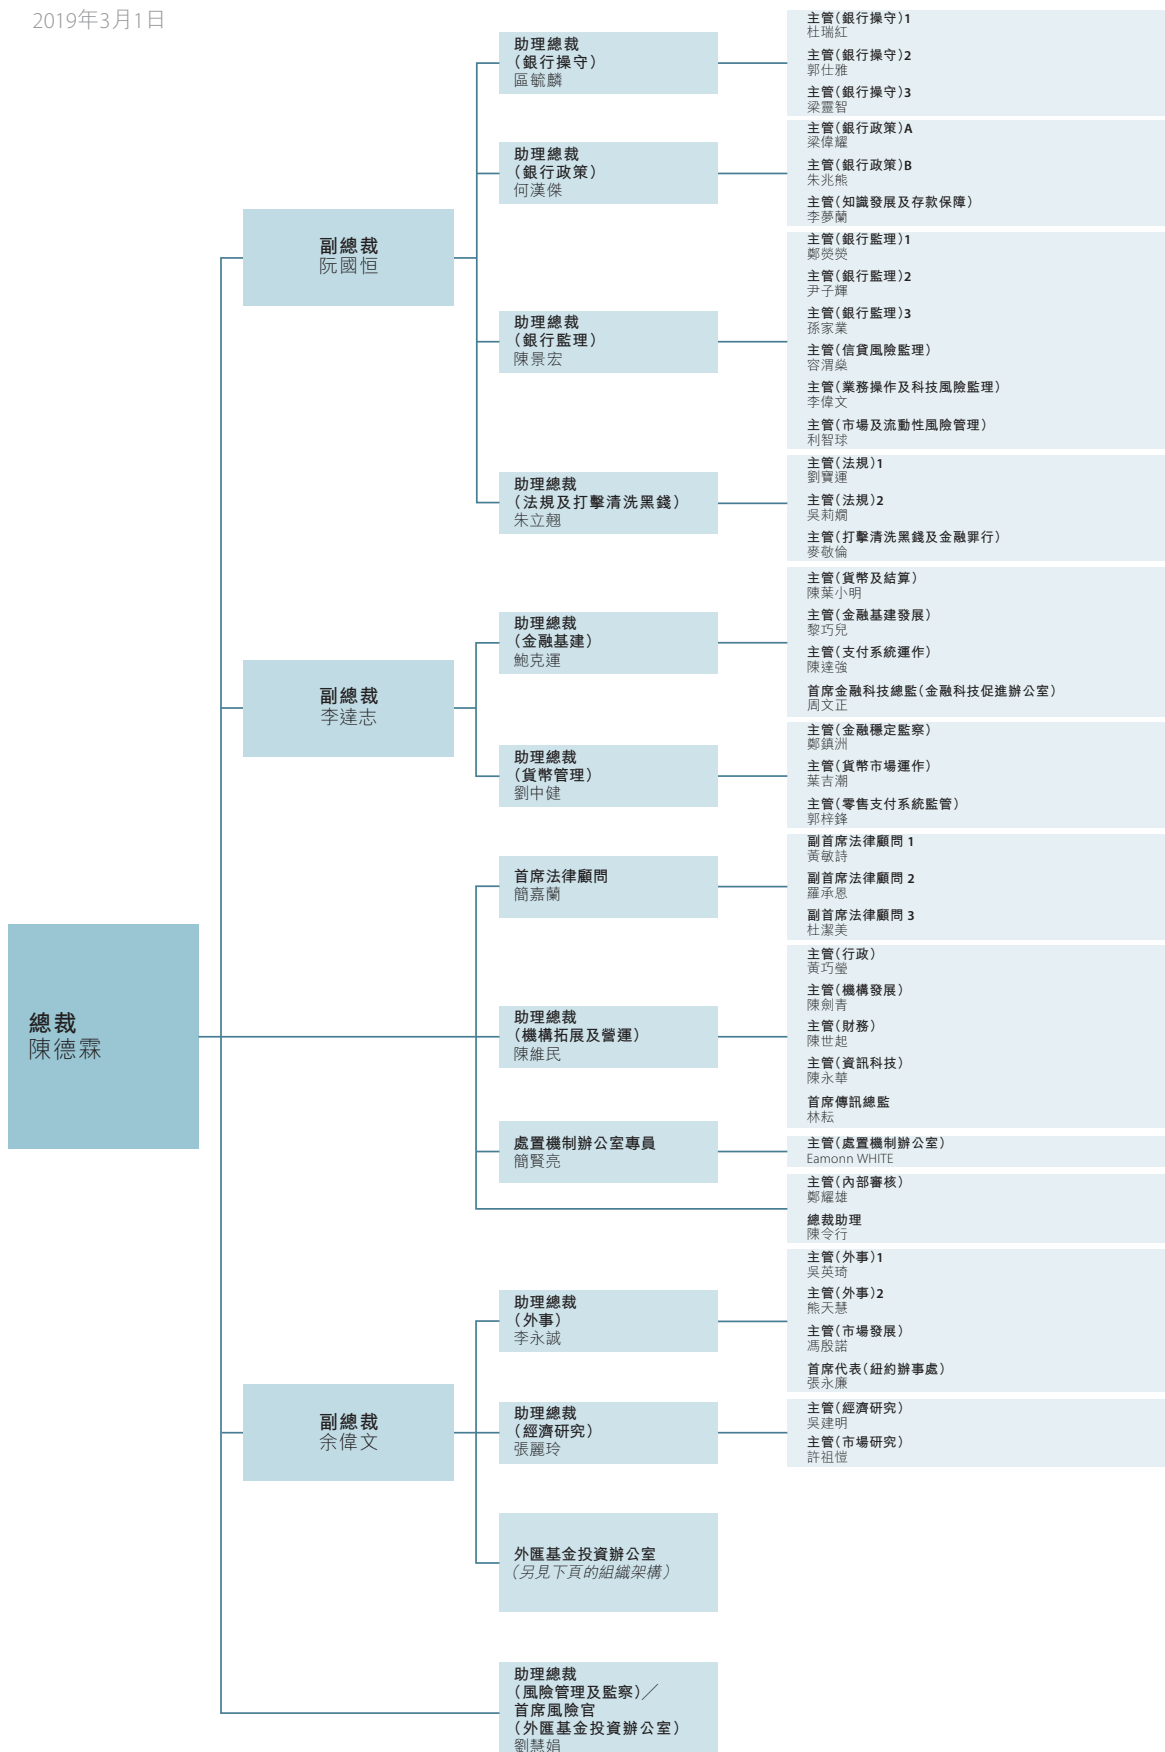 2019年3月1日
總裁
陳德霖
副總裁
阮國恒
助理總裁
（銀行操守）
區毓麟
主管（銀行操守）1
杜瑞紅
主管（銀行操守）2
郭仕雅
主管（銀行操守）3
梁靈智
助理總裁
（銀行政策）
何漢傑
主管（銀行政策）A
梁偉耀
主管（銀行政策）B
朱兆熊
主管（知識發展及存款保障）
李夢蘭
助理總裁
（銀行監理）
陳景宏
主管（銀行監理）1
鄭熒熒
主管（銀行監理）2
尹子輝
主管（銀行監理）3
孫家業
主管（信貸風險監理）
容渭燊
主管（業務操作及科技風險監理）
李偉文
主管（市場及流動性風險管理）
利智球
助理總裁
（法規及打擊清洗黑錢）
朱立翹
主管（法規）1
劉寶運
主管（法規）2
吳莉嫺
主管（打擊清洗黑錢及金融罪行）
麥敬倫
副總裁
李達志
助理總裁
（金融基建）
鮑克運
主管（貨幣及結算）
陳葉小明
主管（金融基建發展）
黎巧兒
主管（支付系統運作）
陳達強
首席金融科技總監（金融科技促進辦公室）
周文正
助理總裁
（貨幣管理）
劉中健
主管（金融穩定監察）
鄭鎮洲
主管（貨幣市場運作）
葉吉潮
主管（零售支付系統監管）
郭梓鋒
首席法律顧問
簡嘉蘭
副首席法律顧問 1
黃敏詩
副首席法律顧問 2
羅承恩
副首席法律顧問 3
杜潔美
助理總裁
（機構拓展及營運）
陳維民
主管（行政）
黃巧瑩
主管（機構發展）
陳劍青
主管（財務）
陳世起
主管（資訊科技）
陳永華
首席傳訊總監
林耘
處置機制辦公室專員
簡賢亮
主管（處置機制辦公室）
Eamonn WHITE
主管（內部審核）
鄭耀雄
總裁助理
陳令行
副總裁
余偉文
助理總裁
（外事）
李永誠
主管（外事）1
吳英琦
主管（外事）2
熊天慧
主管（市場發展）
馮殷諾
首席代表（紐約辦事處）
張永廉
助理總裁
（經濟研究）
張麗玲
主管（經濟研究）
吳建明
主管（市場研究）
許祖愷
外匯基金投資辦公室
（另見下頁的組織架構）
助理總裁
（風險管理及監察）／
首席風險官
（外匯基金投資辦公室）
劉慧娟